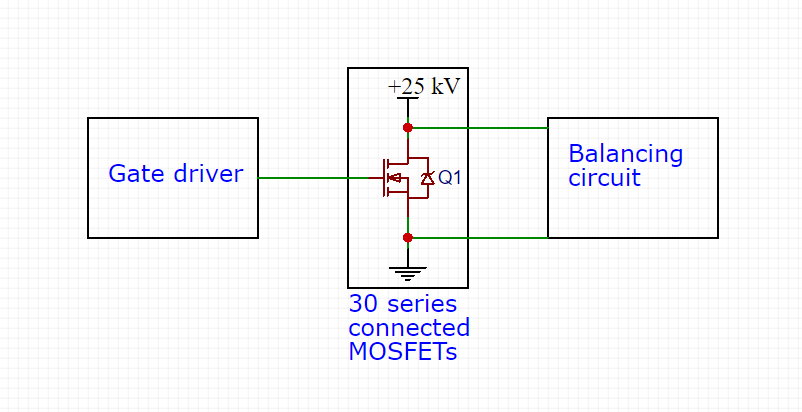 Gate driver
+25 kV
Q1
30 series
connected
MOSFETs
Balancing
circuit